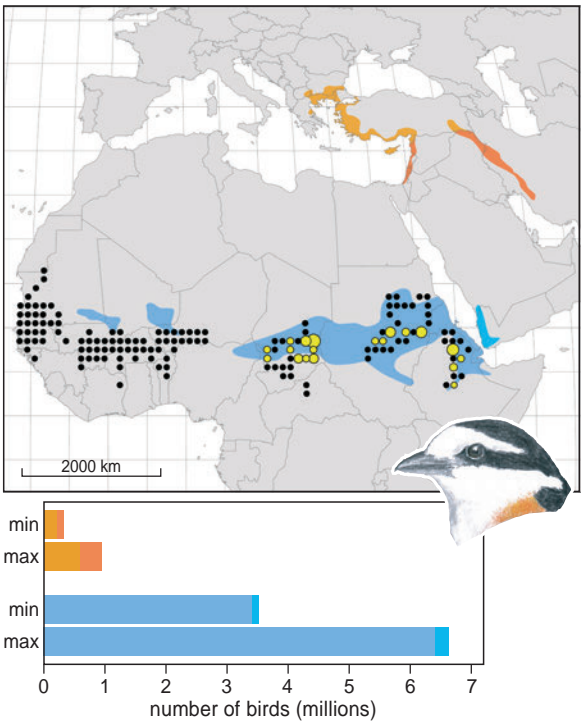 2000 km
min
max
min
max
0 1 2 3 4 5 6 7
number of birds (millions)